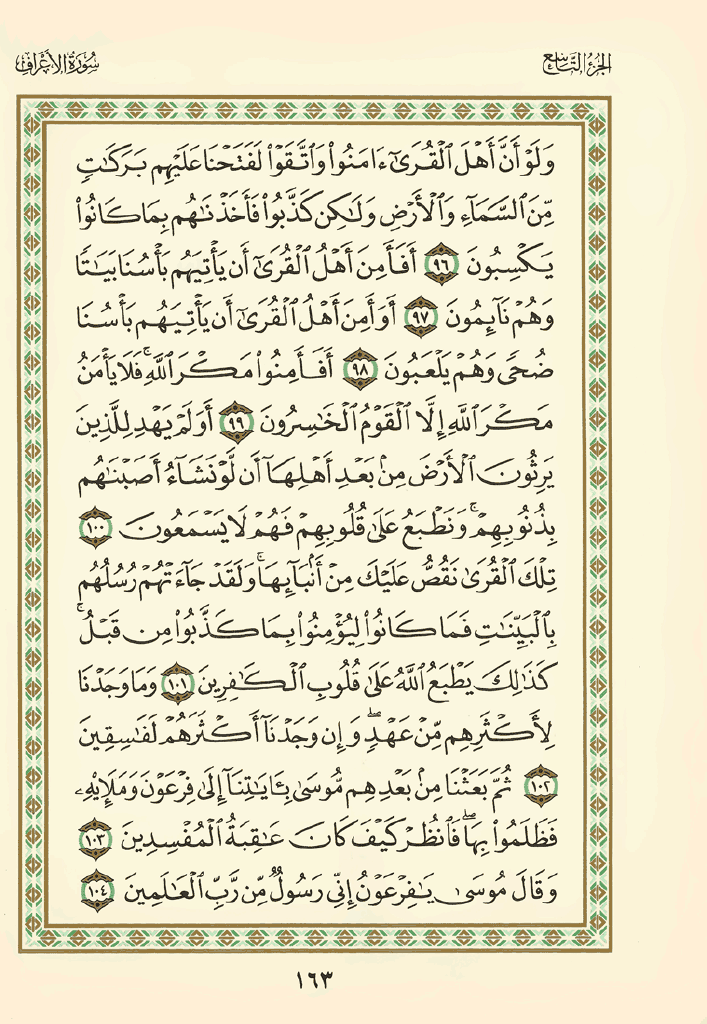 الجزء التاسع
سورة الأعراف
وَلَوْ أَنَّ أَهْلَ ٱلْقُرَىٰٓ ءَامَنُوا۟ وَٱتَّقَوْا۟ لَفَتَحْنَا عَلَيْهِم بَرَكَـٰتٍ
مِّنَ ٱلسَّمَآءِ وَٱلْأَرْضِ وَلَـٰكِن كَذَّبُوا۟ فَأَخَذْنَـٰهُم بِمَا كَانُوا۟
يَكْسِبُونَ ٩٦ أَفَأَمِنَ أَهْلُ ٱلْقُرَىٰٓ أَن يَأْتِيَهُم بَأْسُنَا بَيَـٰتًا
وَهُمْ نَآئِمُونَ ٩٧ أَوَأَمِنَ أَهْلُ ٱلْقُرَىٰٓ أَن يَأْتِيَهُم بَأْسُنَا
ضُحًى وَهُمْ يَلْعَبُونَ ٩٨ أَفَأَمِنُوا۟ مَكْرَ ٱللَّهِ ۚ فَلَا يَأْمَنُ
مَكْرَ ٱللَّهِ إِلَّا ٱلْقَوْمُ ٱلْخَـٰسِرُونَ ٩٩ أَوَلَمْ يَهْدِ لِلَّذِينَ
يَرِثُونَ ٱلْأَرْضَ مِنۢ بَعْدِ أَهْلِهَآ أَن لَّوْ نَشَآءُ أَصَبْنَـٰهُم
بِذُنُوبِهِمْ ۚ وَنَطْبَعُ عَلَىٰ قُلُوبِهِمْ فَهُمْ لَا يَسْمَعُونَ ١٠٠
تِلْكَ ٱلْقُرَىٰ نَقُصُّ عَلَيْكَ مِنْ أَنۢبَآئِهَا ۚ وَلَقَدْ جَآءَتْهُمْ رُسُلُهُم
بِٱلْبَيِّنَـٰتِ فَمَا كَانُوا۟ لِيُؤْمِنُوا۟ بِمَا كَذَّبُوا۟ مِن قَبْلُ ۚ
كَذَٰلِكَ يَطْبَعُ ٱللَّهُ عَلَىٰ قُلُوبِ ٱلْكَـٰفِرِينَ ١٠١ وَمَا وَجَدْنَا
لِأَكْثَرِهِم مِّنْ عَهْدٍ ۖ وَإِن وَجَدْنَآ أَكْثَرَهُمْ لَفَـٰسِقِينَ
١٠٢ ثُمَّ بَعَثْنَا مِنۢ بَعْدِهِم مُّوسَىٰ بِـَٔايَـٰتِنَآ إِلَىٰ فِرْعَوْنَ وَمَلَإِي۟هِۦ
فَظَلَمُوا۟ بِهَا ۖ فَٱنظُرْ كَيْفَ كَانَ عَـٰقِبَةُ ٱلْمُفْسِدِينَ ١٠٣
وَقَالَ مُوسَىٰ يَـٰفِرْعَوْنُ إِنِّى رَسُولٌ مِّن رَّبِّ ٱلْعَـٰلَمِينَ ١٠٤
١٦٣